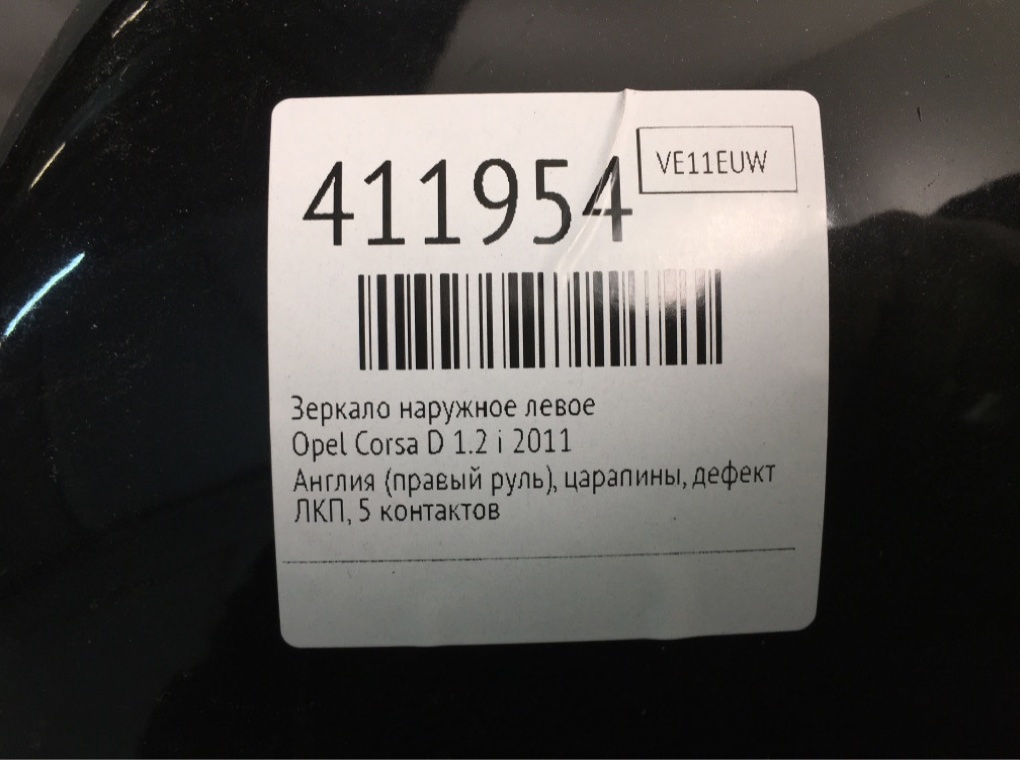 411954
VE11EUW
Зеркало наружное левое
Opel Corsa D 1.2 i 2011
Англия (правый руль), царапины, дефект
ЛКП, 5 контактов